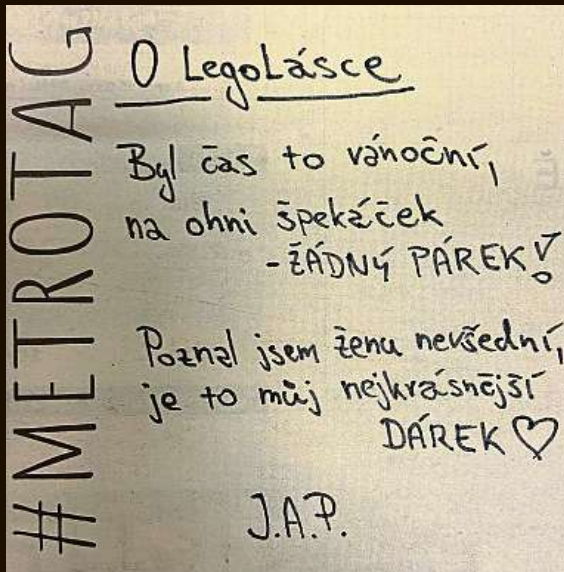 #METROTAG
O LegoLásce
Byl čas to vánoční,
na ohni špekáček
- ŽÁDNÝ PÁREK!
Poznal jsem ženu nevšední,
je to můj nejkrásnější
DÁREK ♡
J.A.P.